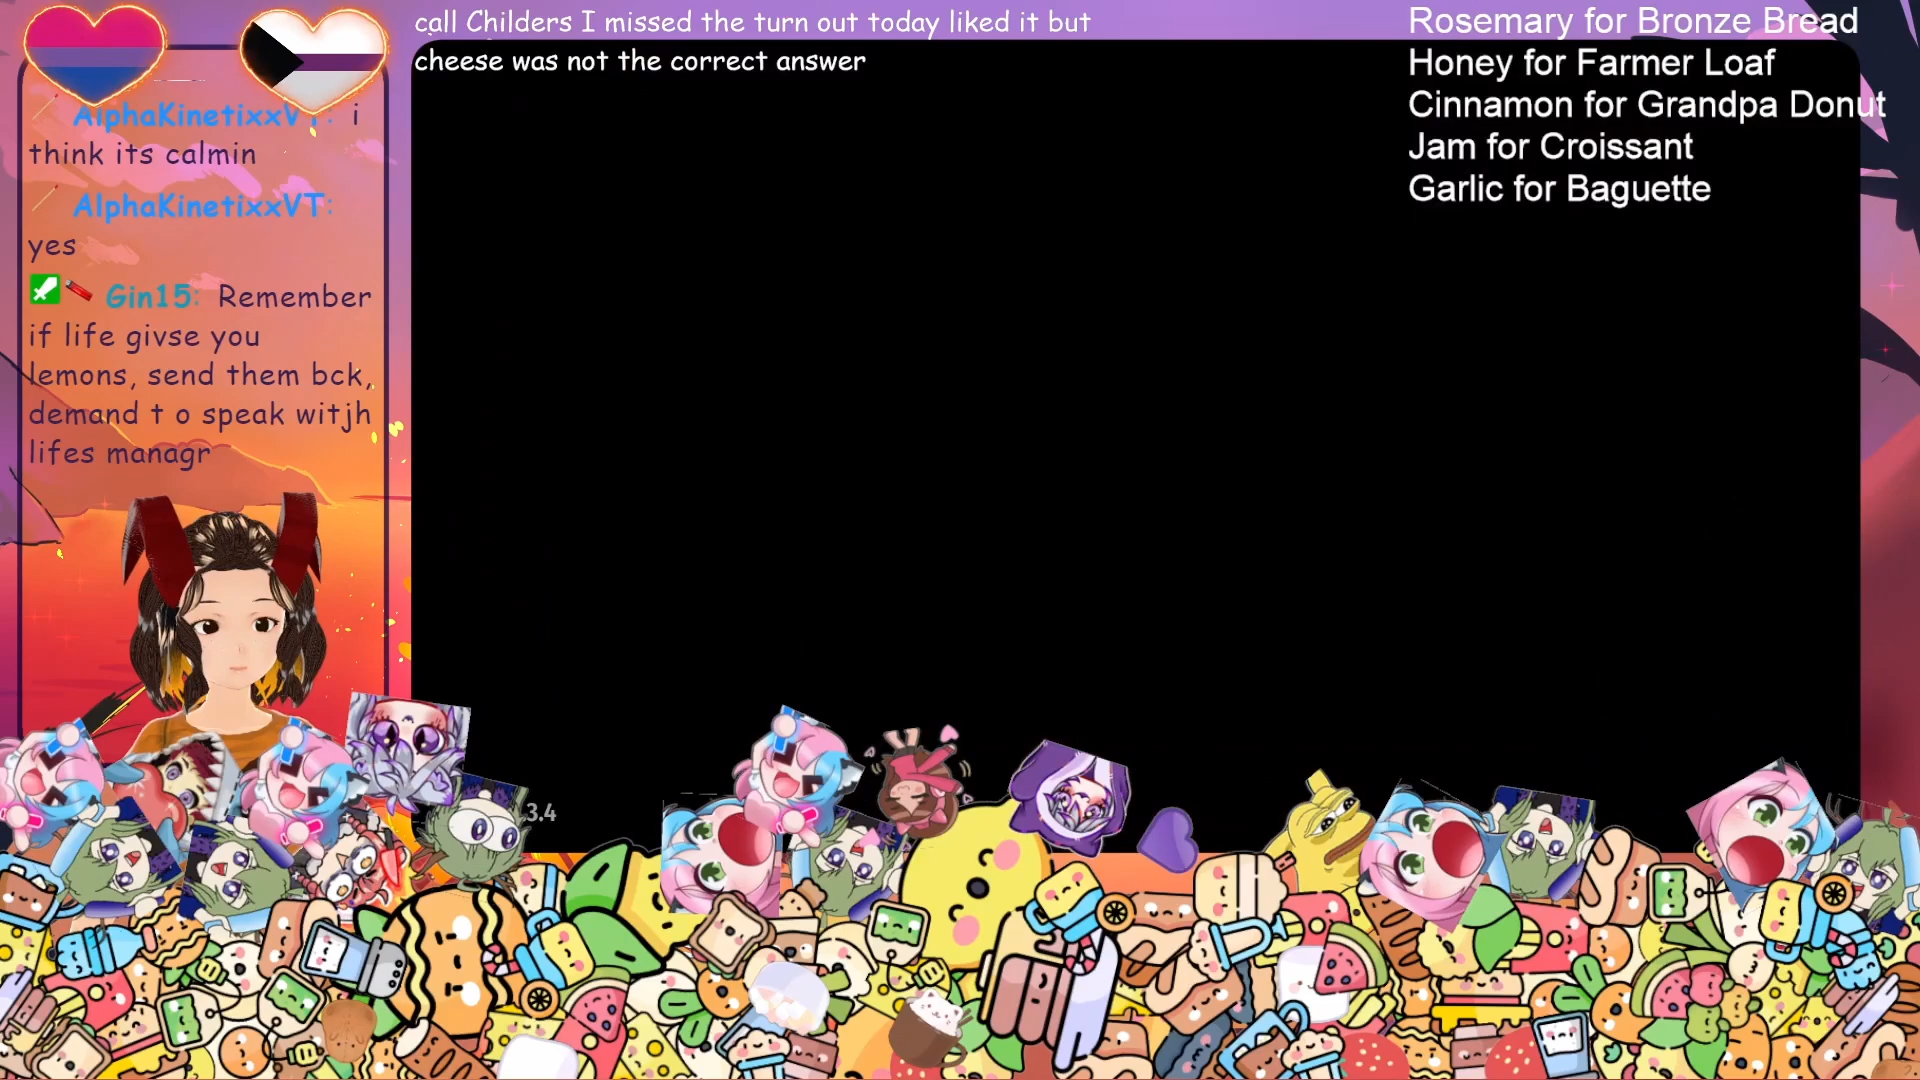 call Childers I missed the turn out today liked it but
cheese was not the correct answer
Rosemary for Bronze Bread
Honey for Farmer Loaf
Cinnamon for Grandpa Donut
Jam for Croissant
Garlic for Baguette
AlphaKinetixxVT: i
think its calmin
AlphaKinetixxVT:
yes
Gin15: Remember
if life givse you
lemons, send them bck,
demand t o speak witjh
lifes managr
3.4